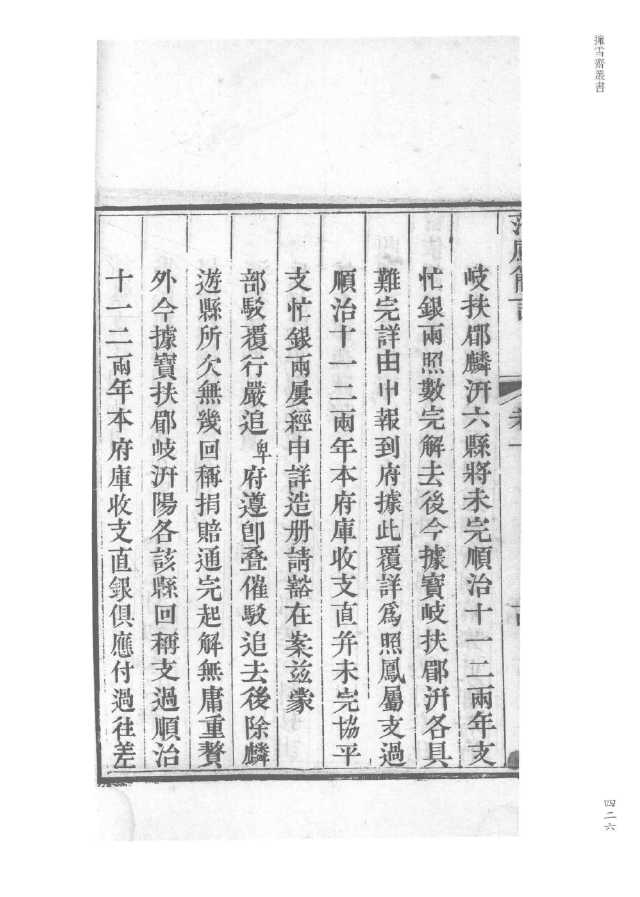 擁雪齋叢書
岐扶郿麟汧六縣將未完順治十一二兩年支
忙銀兩照數完解去後今據寶岐扶郿汧各具
難完詳由申報到府據此覆詳爲照鳳屬支過
順治十一二兩年本府庫收支直并未完協平
支忙銀兩屢經申詳造册請豁在案茲蒙
部駁覆行嚴追卑府遵卽叠催駁追去後除麟
遊縣所欠無幾回稱捐賠通完起解無庸重贅
外今據寶扶郿岐汧陽各該縣回稱支過順治
十一二兩年本府庫收支直銀俱應付過往差
四二六